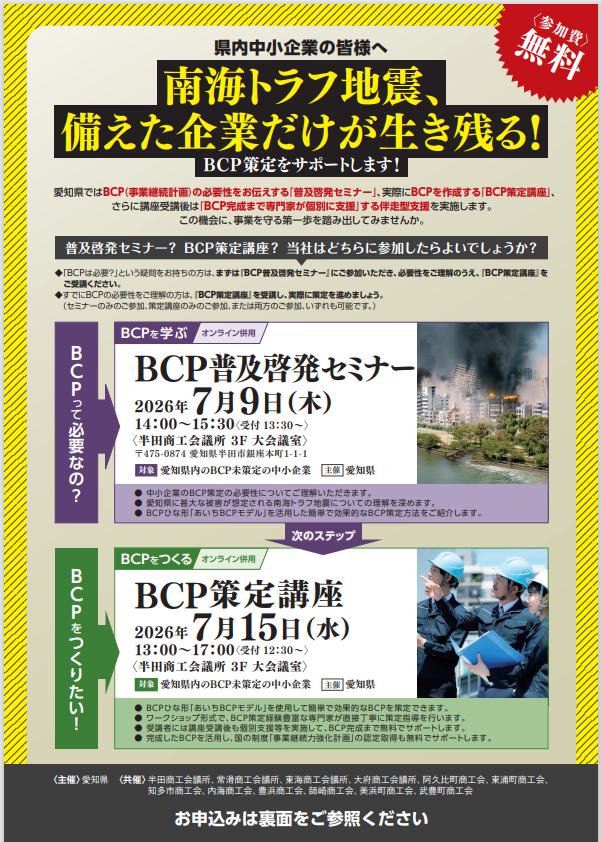 〈参加費〉
無料
県内中小企業の皆様へ
南海トラフ地震、
備えた企業だけが生き残る!
BCP策定をサポートします!
愛知県ではBCP(事業継続計画)の必要性をお伝えする「普及啓発セミナー」、実際にBCPを作成する「BCP策定講座」、
さらに講座受講後は「BCP完成まで専門家が個別に支援」する伴走型支援を実施します。
この機会に、事業を守る第一歩を踏み出してみませんか。
普及啓発セミナー? BCP策定講座? 当社はどちらに参加したらよいでしょうか?
◆「BCPは必要?」という疑問をお持ちの方は、まずは『BCP普及啓発セミナー』にご参加いただき、必要性をご理解のうえ、『BCP策定講座』を
ご受講ください。
◆すでにBCPの必要性をご理解の方は、『BCP策定講座』を受講し、実際に策定を進めましょう。
(セミナーのみのご参加、策定講座のみのご参加、または両方のご参加、いずれも可能です。)
BCPって必要なの?
BCPを学ぶ オンライン併用
BCP普及啓発セミナー
2026年7月9日(木)
14:00~15:30〈受付 13:30~〉
〈半田商工会議所 3F 大会議室〉
〒475-0874 愛知県半田市銀座本町1-1-1
対象 愛知県内のBCP未策定の中小企業 主催 愛知県
● 中小企業のBCP策定の必要性についてご理解いただきます。
● 愛知県に甚大な被害が想定される南海トラフ地震についての理解を深めます。
● BCPひな形「あいちBCPモデル」を活用した簡単で効果的なBCP策定方法をご紹介します。
次のステップ
BCPをつくりたい!
BCPをつくる オンライン併用
BCP策定講座
2026年7月15日(水)
13:00~17:00〈受付 12:30~〉
〈半田商工会議所 3F 大会議室〉
対象 愛知県内のBCP未策定の中小企業 主催 愛知県
● BCPひな形「あいちBCPモデル」を使用して簡単で効果的なBCPを策定できます。
● ワークショップ形式で、BCP策定経験豊富な専門家が直接丁寧に策定指導を行います。
● 受講者には講座受講後も個別支援等を実施して、BCP完成まで無料でサポートします。
● 完成したBCPを活用し、国の制度「事業継続力強化計画」の認定取得も無料でサポートします。
〈主催〉愛知県 〈共催〉半田商工会議所、常滑商工会議所、東海商工会議所、大府商工会議所、阿久比町商工会、東浦町商工会、
知多市商工会、内海商工会、豊浜商工会、師崎商工会、美浜町商工会、武豊町商工会
お申込みは裏面をご参照ください